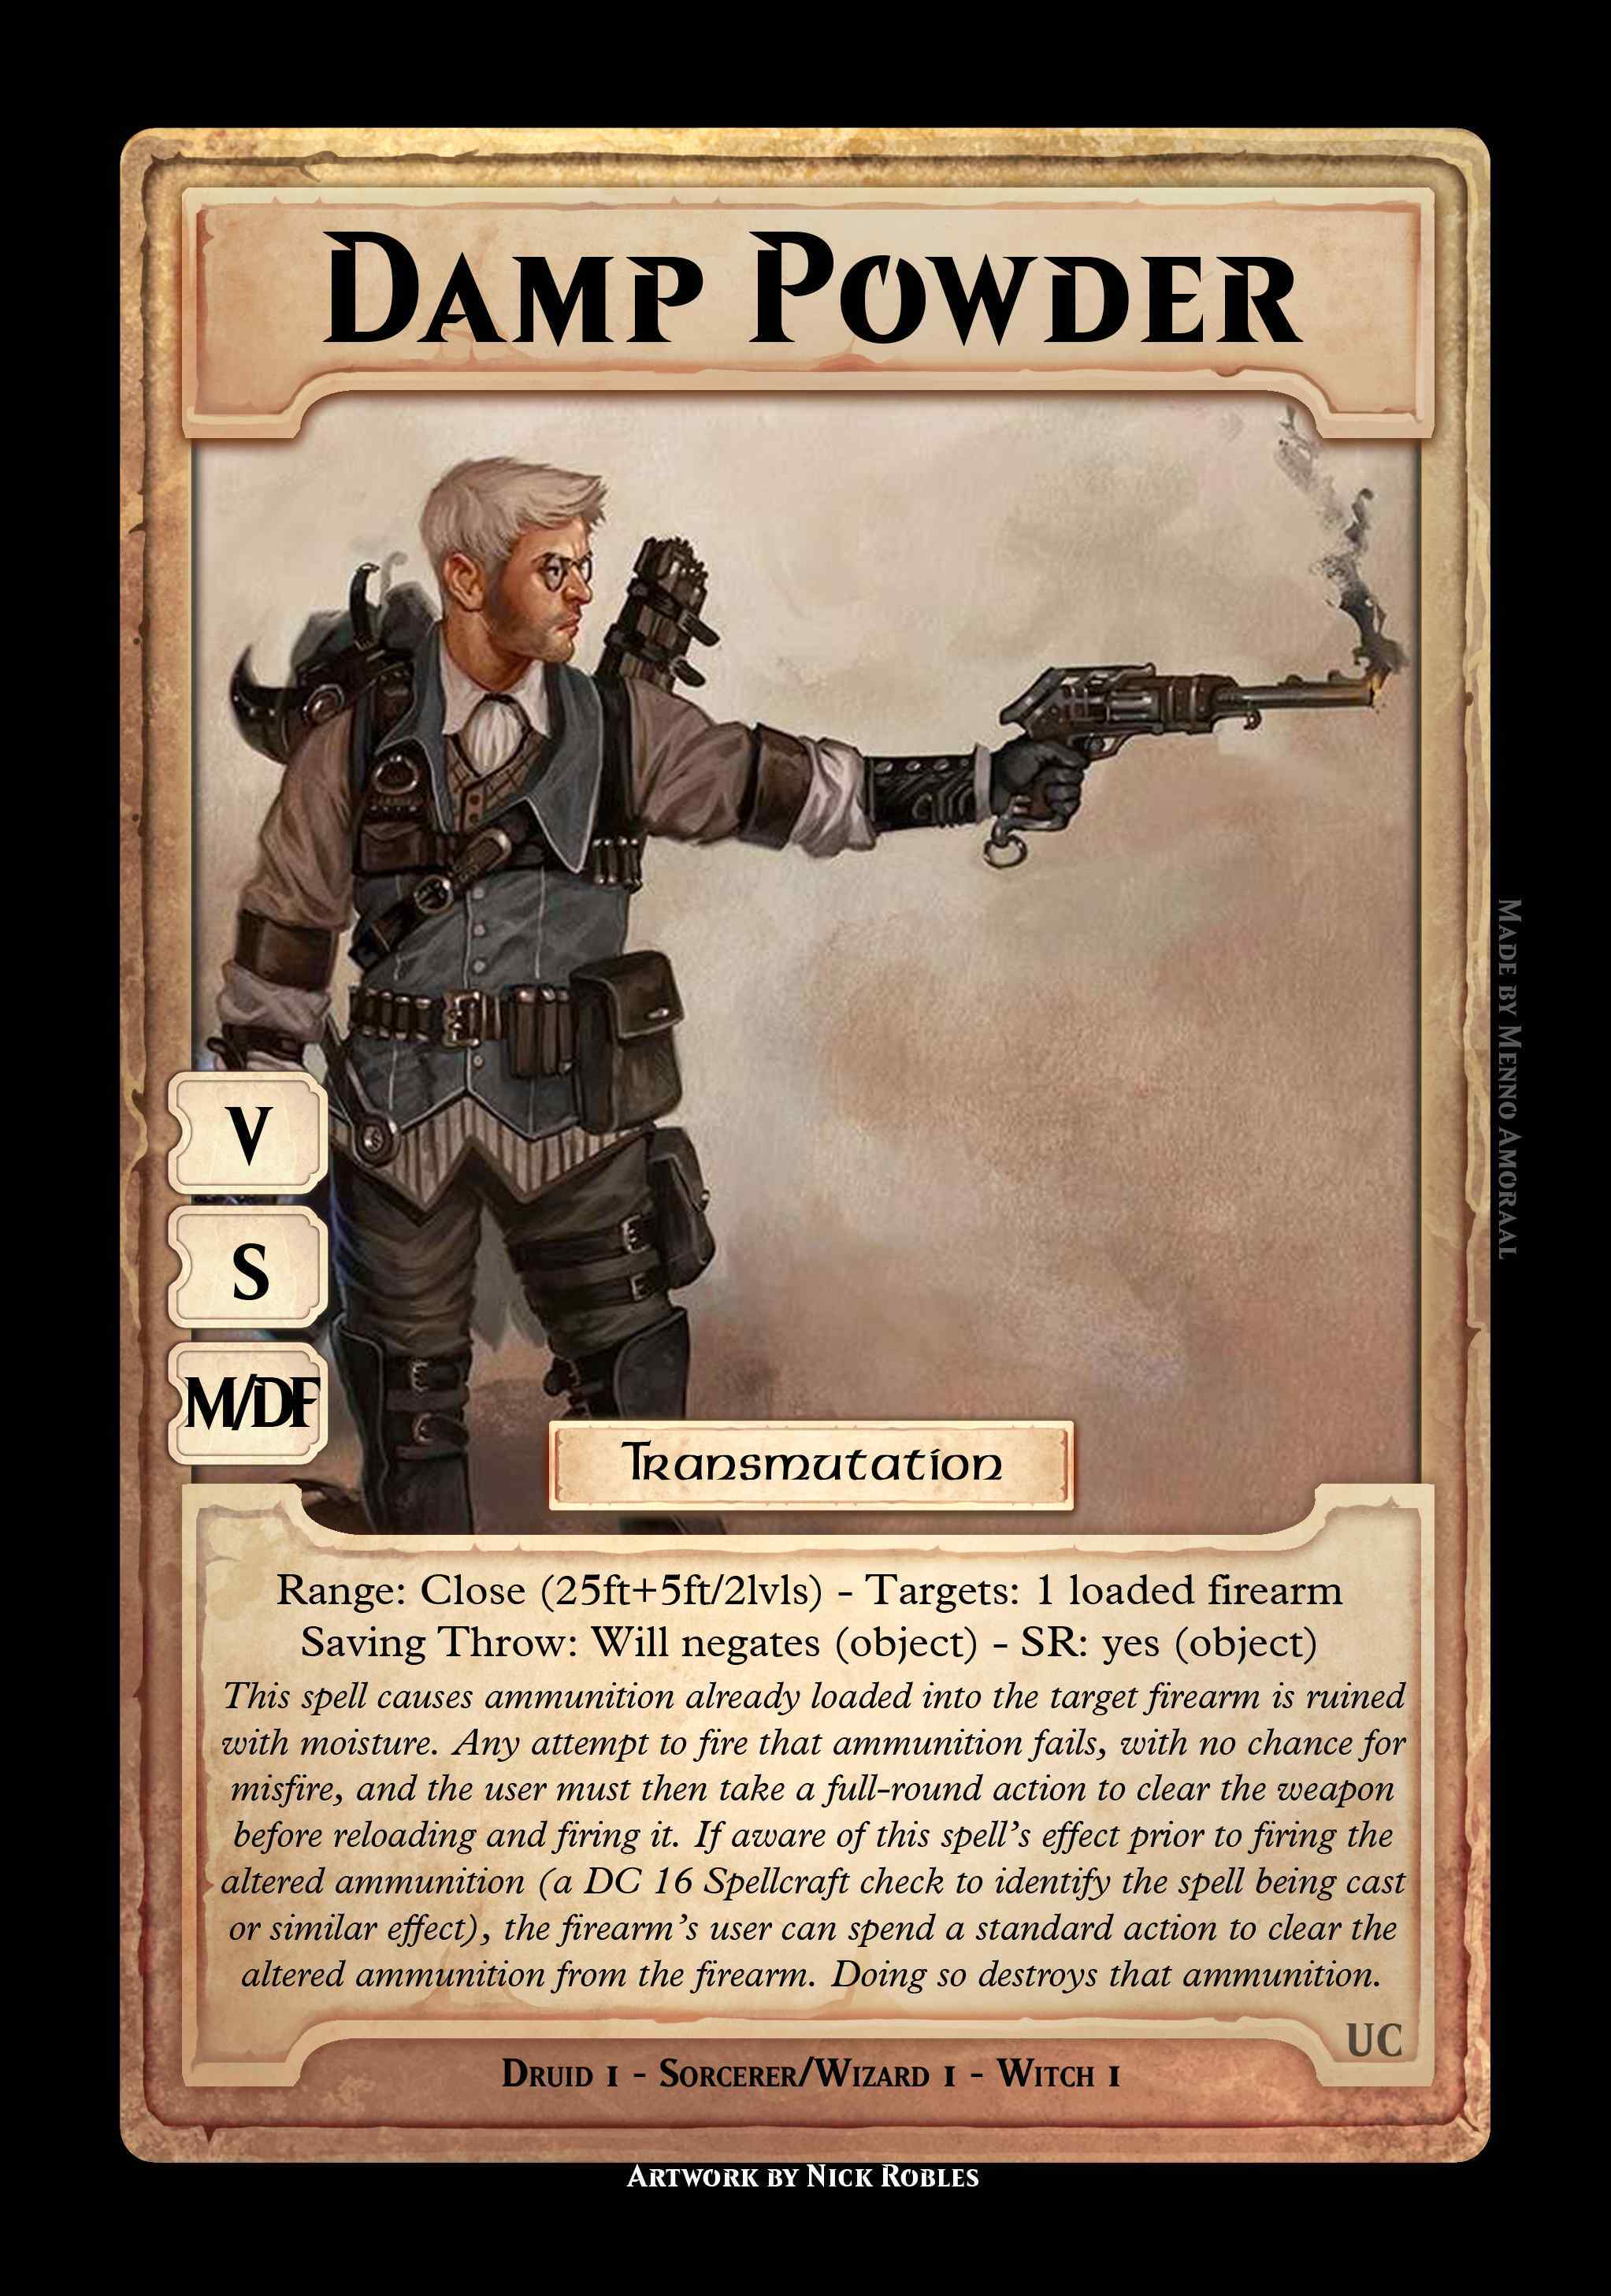 Damp Powder
V
S
M/DF
Transmutation
Range: Close (25ft+5ft/2lvls) - Targets: 1 loaded firearm
Saving Throw: Will negates (object) - SR: yes (object)
This spell causes ammunition already loaded into the target firearm is ruined
with moisture. Any attempt to fire that ammunition fails, with no chance for
misfire, and the user must then take a full-round action to clear the weapon
before reloading and firing it. If aware of this spell's effect prior to firing the
altered ammunition (a DC 16 Spellcraft check to identify the spell being cast
or similar effect), the firearm's user can spend a standard action to clear the
altered ammunition from the firearm. Doing so destroys that ammunition.
UC
Druid 1 - Sorcerer/Wizard 1 - Witch 1
Artwork by Nick Robles
Made by Menno Amoraal